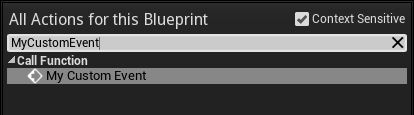 All Actions for this Blueprint Context Sensitive
MyCustomEvent
Call Function
My Custom Event